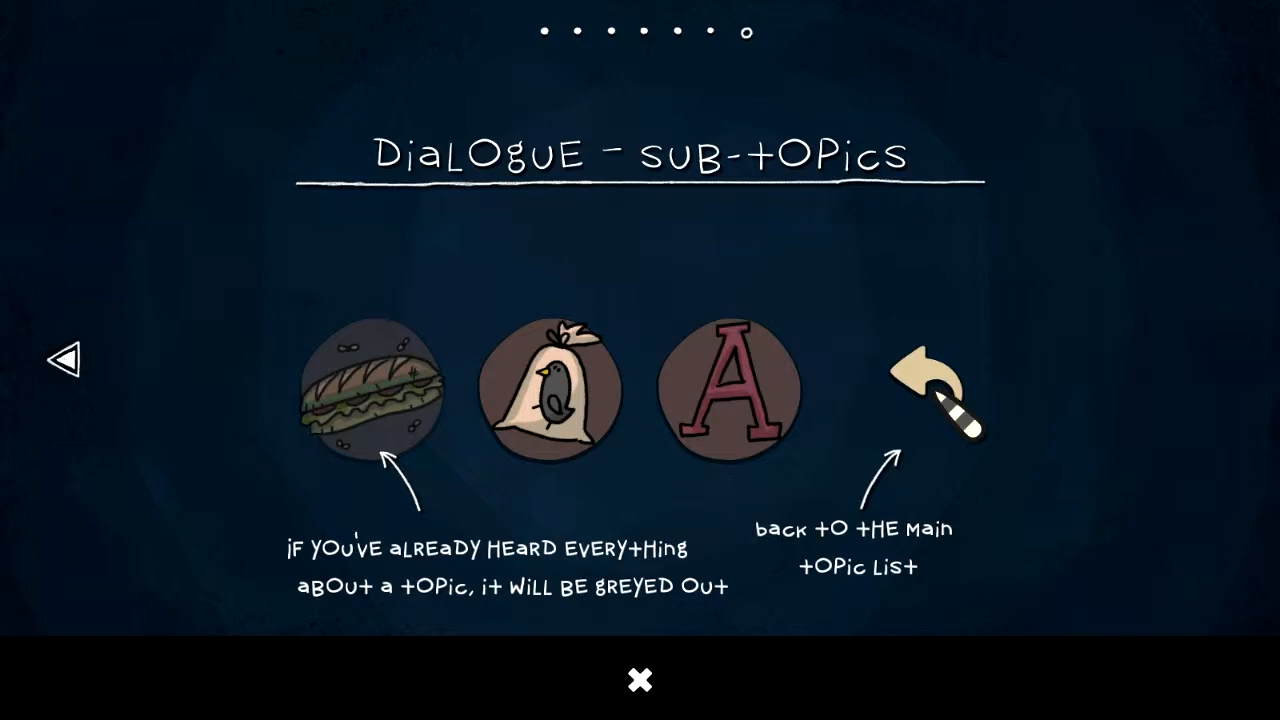 DiaLOgUE - SUB-tOPics
A
iF YOU'VE aLREaDY HEaRD EVERYtHing
aBOUt a tOPic, it WiLL BE gREYED OUt
back tO tHE Main
tOPic List